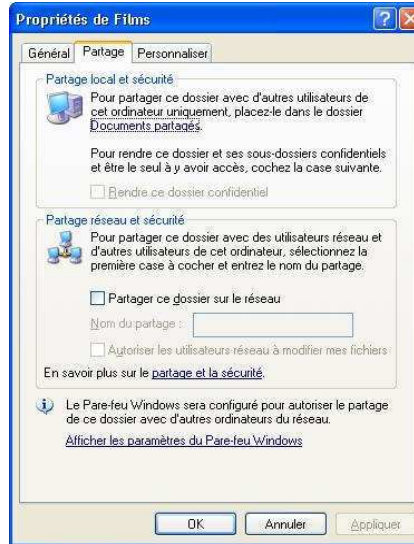 Propriétés de Films
Général Partage Personnaliser
Partage local et sécurité
Pour partager ce dossier avec d'autres utilisateurs de
cet ordinateur uniquement, placez-le dans le dossier
Documents partagés.
Pour rendre ce dossier et ses sous-dossiers confidentiels
et être le seul à y avoir accès, cochez la case suivante.
Rendre ce dossier confidentiel
Partage réseau et sécurité
Pour partager ce dossier avec des utilisateurs réseau et
d'autres utilisateurs de cet ordinateur, sélectionnez la
première case à cocher et entrez le nom du partage.
Partager ce dossier sur le réseau
Nom du partage :
Autoriser les utilisateurs réseau à modifier mes fichiers
En savoir plus sur le partage et la sécurité.
Le Pare-feu Windows sera configuré pour autoriser le partage
de ce dossier avec d'autres ordinateurs du réseau.
Afficher les paramètres du Pare-feu Windows
OK Annuler Appliquer